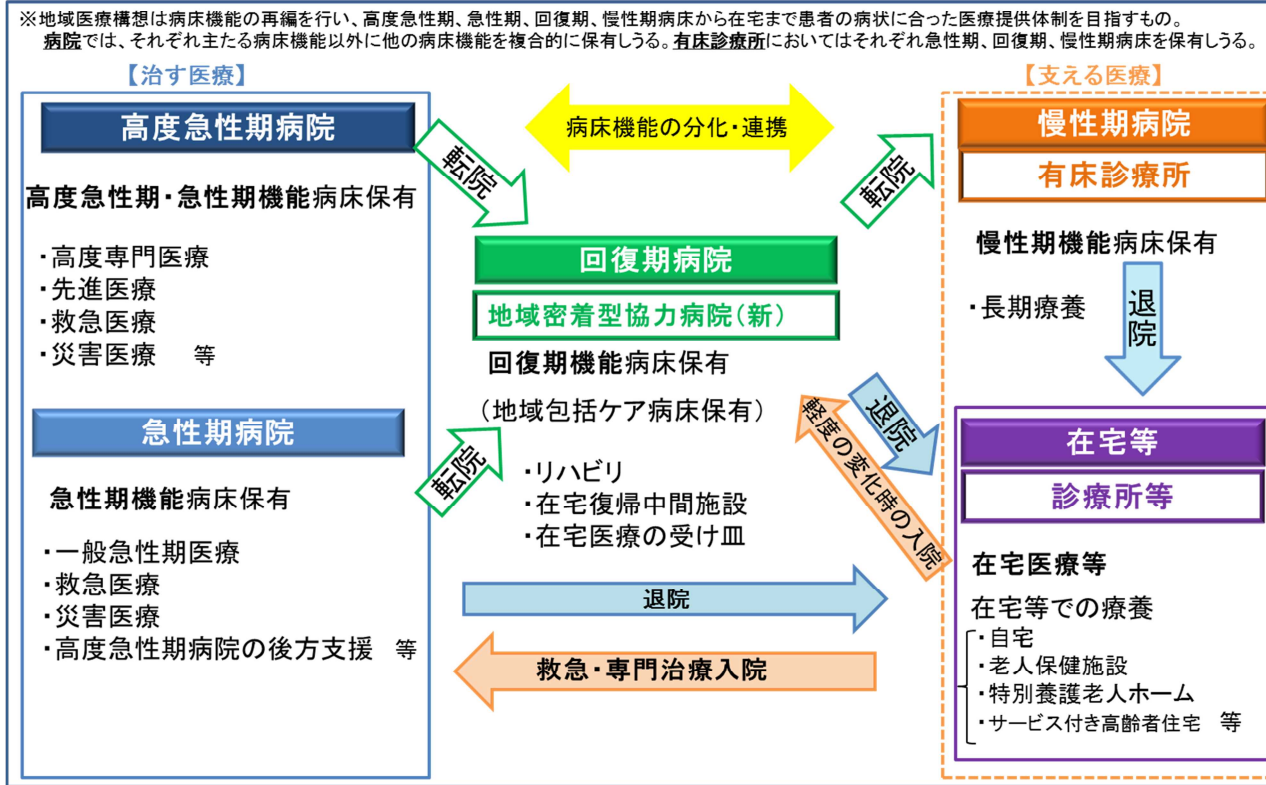 ※地域医療構想は病床機能の再編を行い、高度急性期、急性期、回復期、慢性期病床から在宅まで患者の病状に合った医療提供体制を目指すもの。
病院では、それぞれ主たる病床機能以外に他の病床機能を複合的に保有しうる。有床診療所においてはそれぞれ急性期、回復期、慢性期病床を保有しうる。
【治す医療】
高度急性期病院
高度急性期・急性期機能病床保有
・高度専門医療
・先進医療
・救急医療
・災害医療 等
急性期病院
急性期機能病床保有
・一般急性期医療
・救急医療
・災害医療
・高度急性期病院の後方支援 等
病床機能の分化・連携
転院
転院
転院
回復期病院
地域密着型協力病院(新)
回復期機能病床保有
(地域包括ケア病床保有)
・リハビリ
・在宅復帰中間施設
・在宅医療の受け皿
退院
軽度の変化時の入院
退院
救急・専門治療入院
【支える医療】
慢性期病院
有床診療所
慢性期機能病床保有
・長期療養
退院
在宅等
診療所等
在宅医療等
在宅等での療養
・自宅
・老人保健施設
・特別養護老人ホーム
・サービス付き高齢者住宅 等